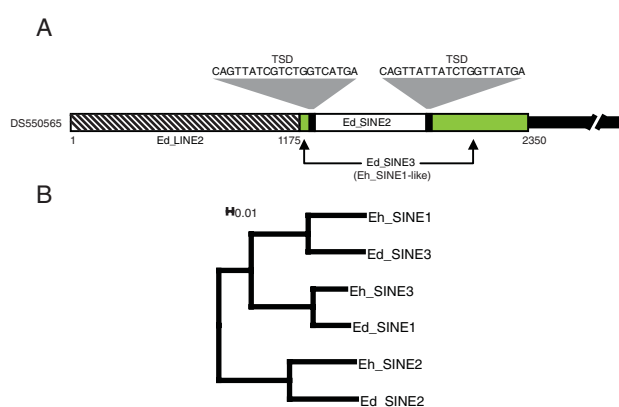 A
TSD TSD
CAGTTATCGTCTGGTCATGA CAGTTATTATCTGGTTATGA
DS550565 Ed_SINE2
1 Ed_LINE2 1175 2350
Ed_SINE3
(Eh_SINE1-like)
B
0.01
Eh_SINE1
Ed_SINE3
Eh_SINE3
Ed_SINE1
Eh_SINE2
Ed_SINE2